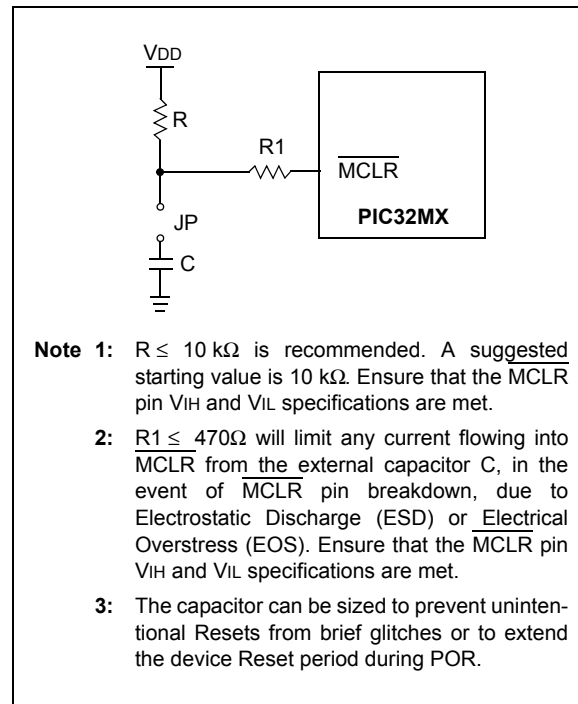 VDD
R
R1
MCLR
JP
PIC32MX
C
Note 1: R ≤ 10 kΩ is recommended. A suggested
starting value is 10 kΩ. Ensure that the MCLR
pin VIH and VIL specifications are met.
2: R1 ≤ 470Ω will limit any current flowing into
MCLR from the external capacitor C, in the
event of MCLR pin breakdown, due to
Electrostatic Discharge (ESD) or Electrical
Overstress (EOS). Ensure that the MCLR pin
VIH and VIL specifications are met.
3: The capacitor can be sized to prevent uninten-
tional Resets from brief glitches or to extend
the device Reset period during POR.